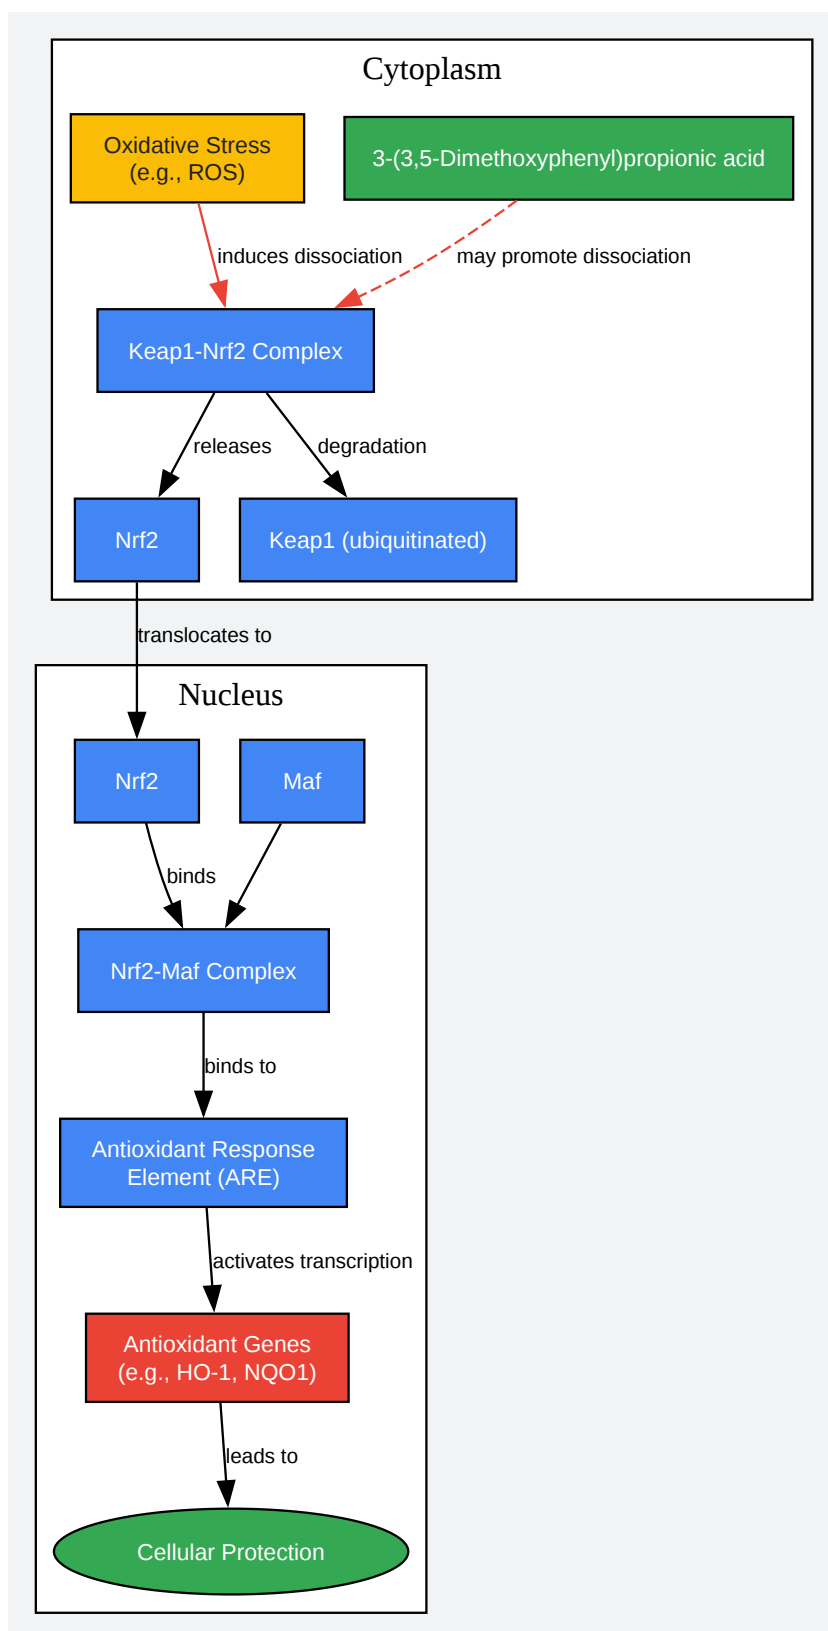 Cytoplasm
Oxidative Stress
(e.g., ROS)
3-(3,5-Dimethoxyphenyl)propionic acid
induces dissociation
may promote dissociation
Keap1-Nrf2 Complex
releases
degradation
Nrf2
Keap1 (ubiquitinated)
translocates to
Nucleus
Nrf2
Maf
binds
Nrf2-Maf Complex
binds to
Antioxidant Response
Element (ARE)
activates transcription
Antioxidant Genes
(e.g., HO-1, NQO1)
leads to
Cellular Protection